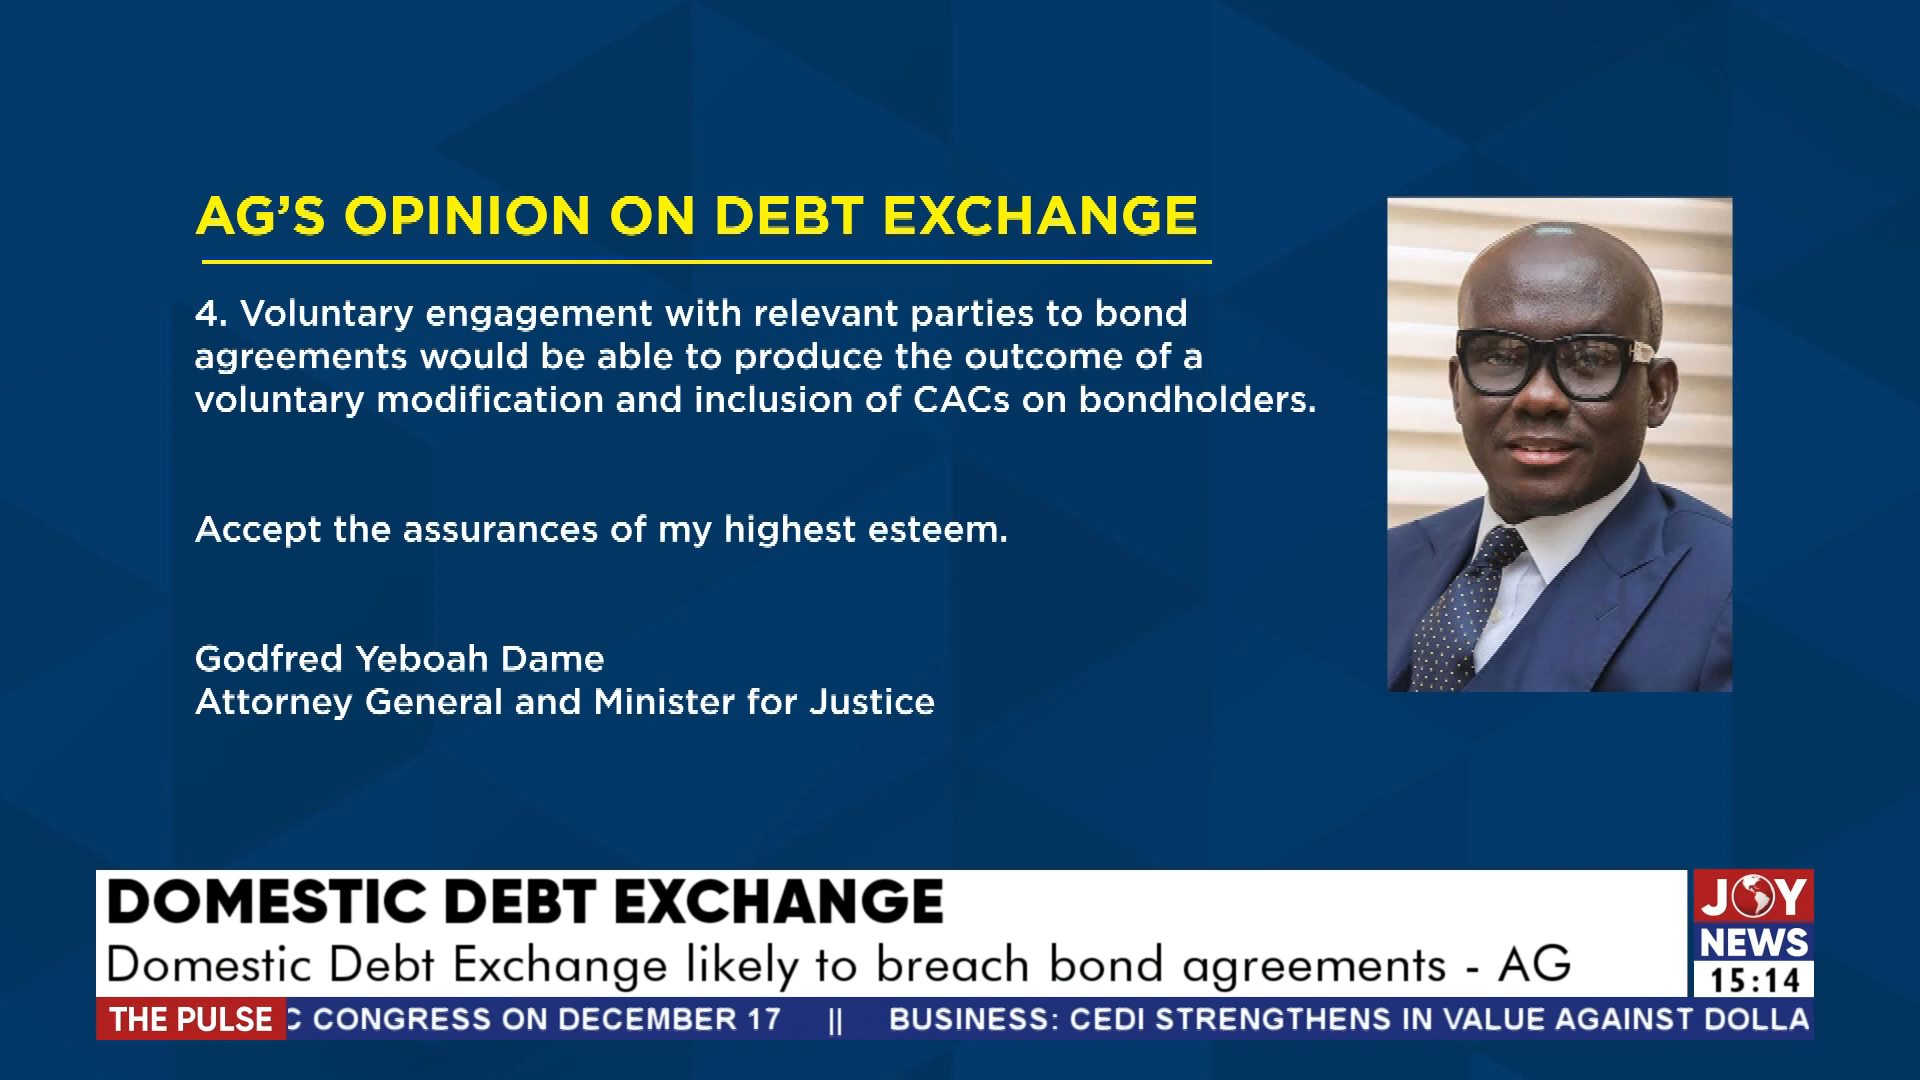 AG'S OPINION ON DEBT EXCHANGE
4. Voluntary engagement with relevant parties to bond
agreements would be able to produce the outcome of a
voluntary modification and inclusion of CACs on bondholders.
Accept the assurances of my highest esteem.
Godfred Yeboah Dame
Attorney General and Minister for Justice
DOMESTIC DEBT EXCHANGE
Domestic Debt Exchange likely to breach bond agreements - AG
JOY
NEWS
15:14
THE PULSE
C CONGRESS ON DECEMBER 17 || BUSINESS: CEDI STRENGTHENS IN VALUE AGAINST DOLLA